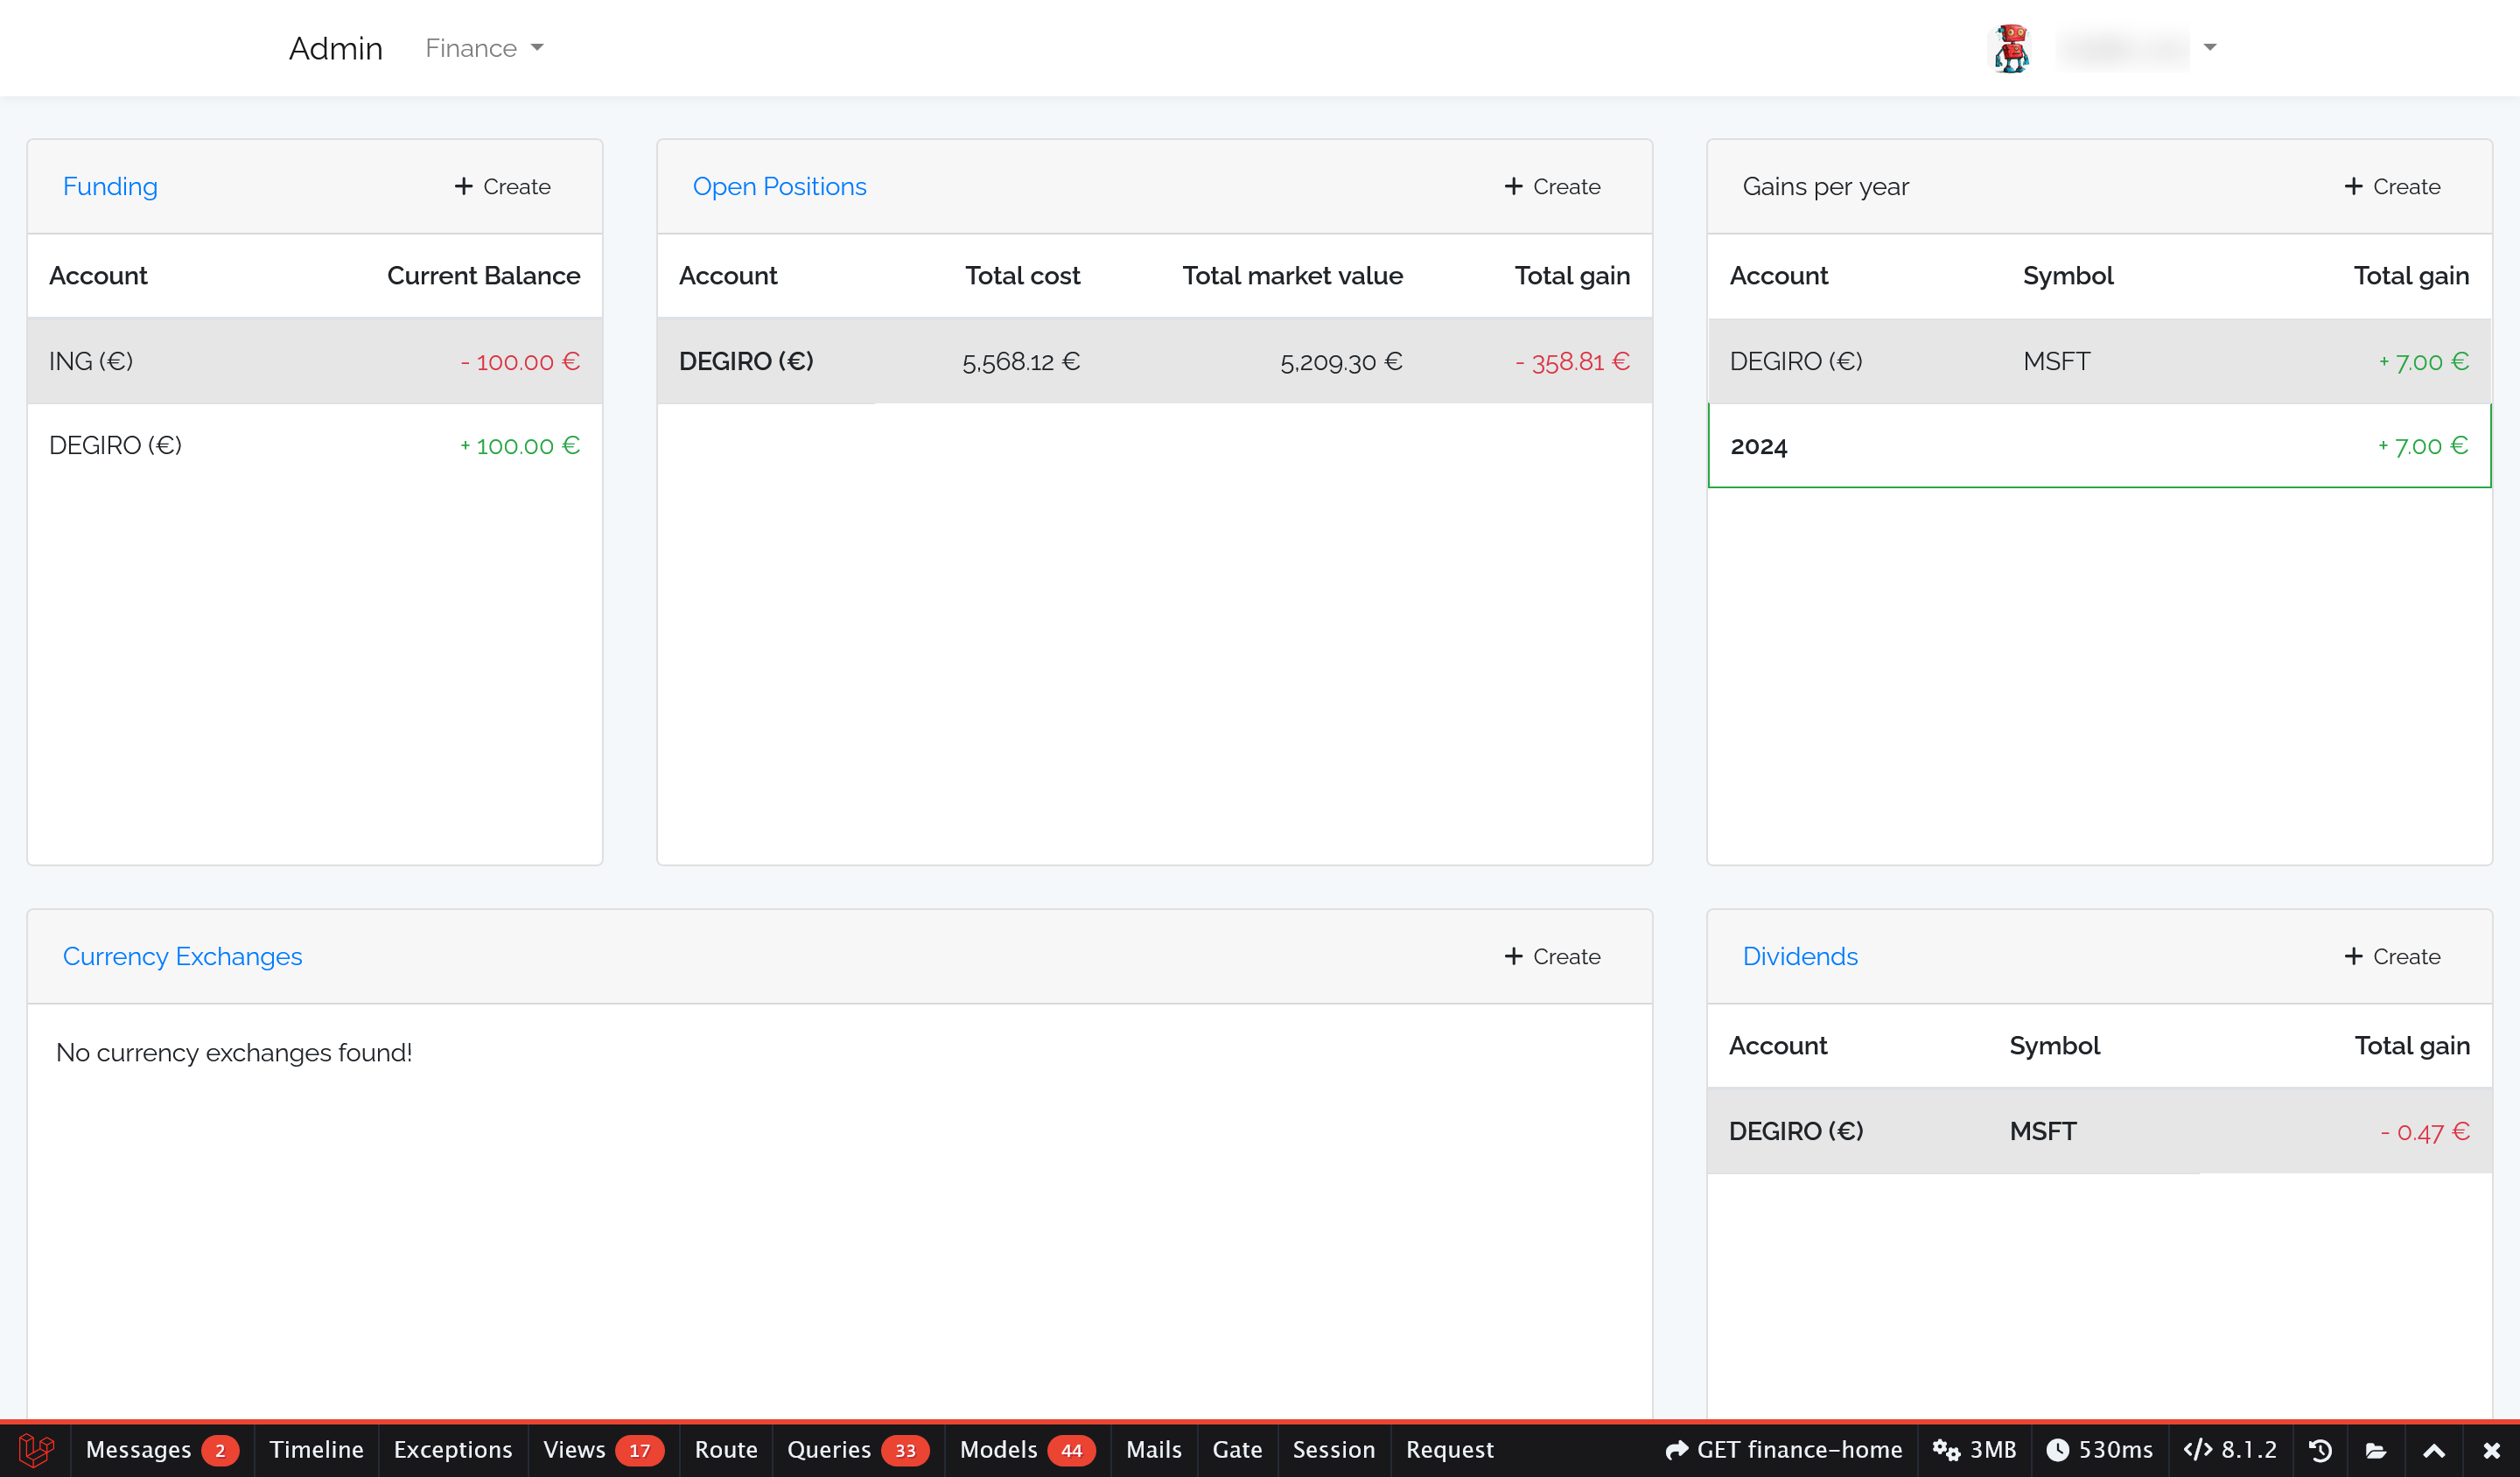 Admin Finance
Funding + Create
Account Current Balance
ING (€) - 100.00 €
DEGIRO (€) + 100.00 €
Open Positions + Create
Account Total cost Total market value Total gain
DEGIRO (€) 5,568.12 € 5,209.30 € - 358.81 €
Gains per year + Create
Account Symbol Total gain
DEGIRO (€) MSFT + 7.00 €
2024 + 7.00 €
Currency Exchanges + Create
No currency exchanges found!
Dividends + Create
Account Symbol Total gain
DEGIRO (€) MSFT - 0.47 €
Messages 2 Timeline Exceptions Views 17 Route Queries 33 Models 44 Mails Gate Session Request GET finance-home 3MB 530ms </> 8.1.2